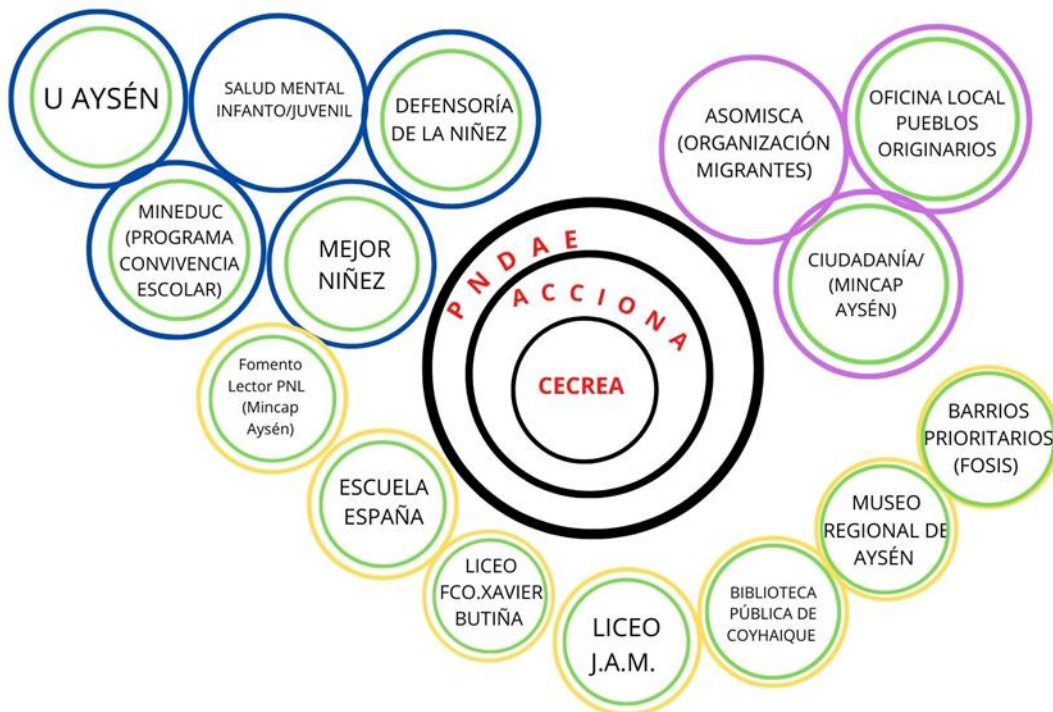 U AYSÉN
SALUD MENTAL
INFANTO/JUVENIL
DEFENSORÍA
DE LA NIÑEZ
MINEDUC
(PROGRAMA
CONVIVENCIA
ESCOLAR)
MEJOR
NIÑEZ
ASOMISCA
(ORGANIZACIÓN
MIGRANTES)
OFICINA LOCAL
PUEBLOS
ORIGINARIOS
CIUDADANÍA/
(MINCAP
AYSÉN)
PNDAE
ACCIONA
CECREA
Fomento
Lector PNL
(Mincap
Aysén)
ESCUELA
ESPAÑA
LICEO
FCO.XAVIER
BUTIÑA
LICEO
J.A.M.
BIBLIOTECA
PÚBLICA DE
COYHAIQUE
MUSEO
REGIONAL DE
AYSÉN
BARRIOS
PRIORITARIOS
(FOSIS)